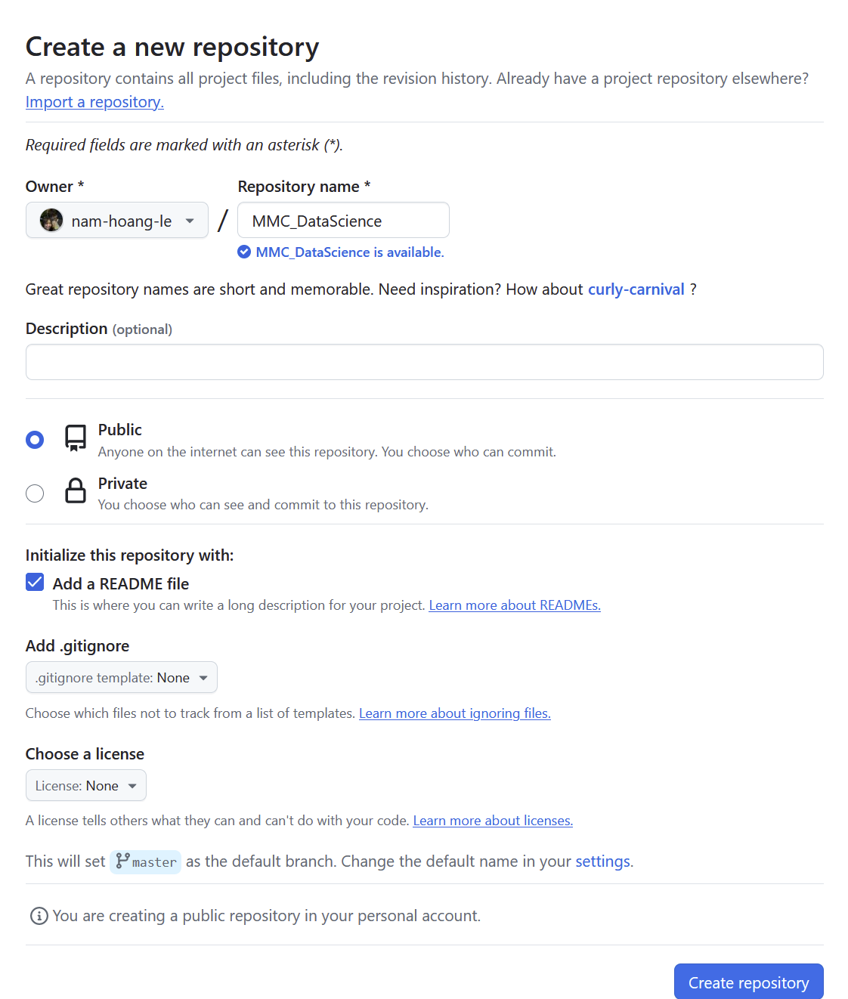 Create a new repository
A repository contains all project files, including the revision history. Already have a project repository elsewhere?
Import a repository.
Required fields are marked with an asterisk (*).
Owner *
Repository name *
nam-hoang-le
/
MMC_DataScience
MMC_DataScience is available.
Great repository names are short and memorable. Need inspiration? How about curly-carnival ?
Description (optional)
Public
Anyone on the internet can see this repository. You choose who can commit.
Private
You choose who can see and commit to this repository.
Initialize this repository with:
Add a README file
This is where you can write a long description for your project. Learn more about READMEs.
Add .gitignore
.gitignore template: None
Choose which files not to track from a list of templates. Learn more about ignoring files.
Choose a license
License: None
A license tells others what they can and can't do with your code. Learn more about licenses.
This will set master as the default branch. Change the default name in your settings.
You are creating a public repository in your personal account.
Create repository